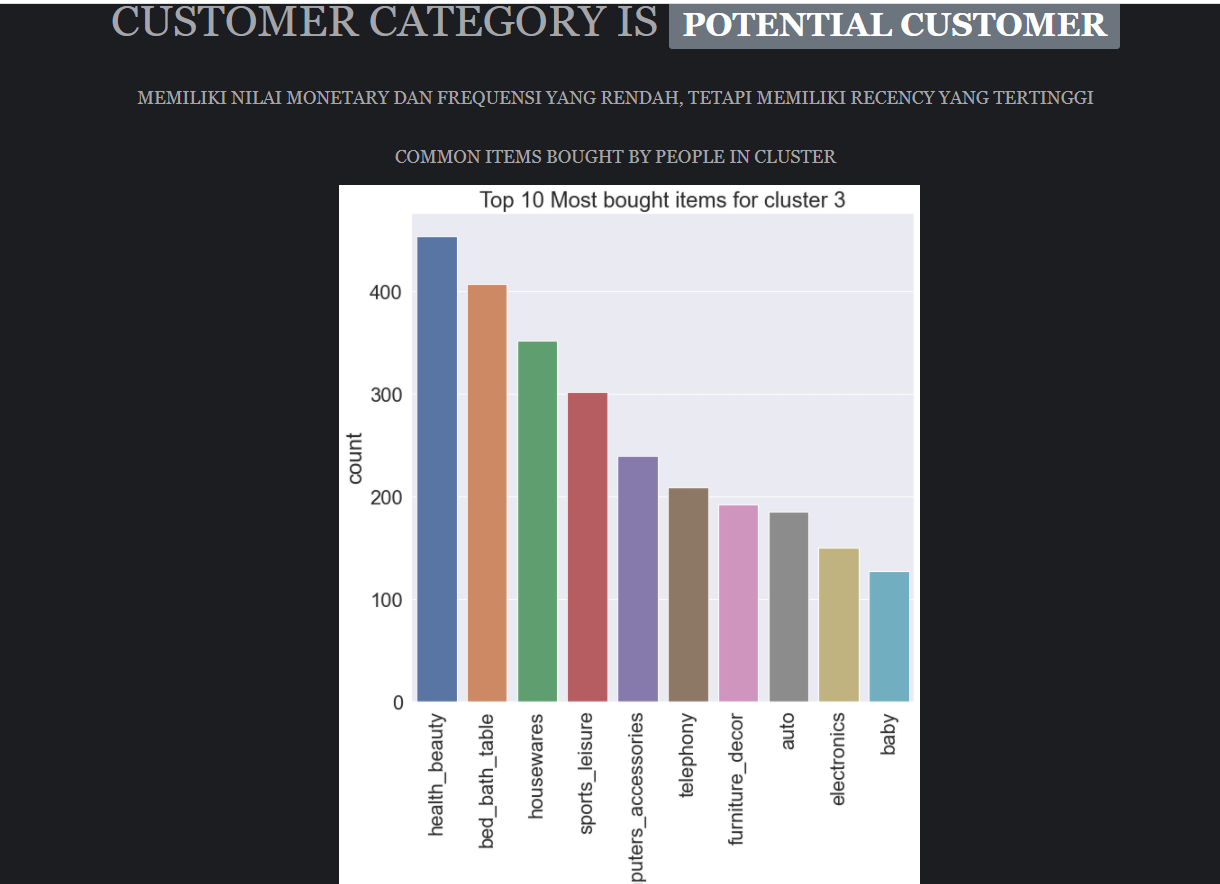 CUSTOMER CATEGORY IS POTENTIAL CUSTOMER
MEMILIKI NILAI MONETARY DAN FREQUENSI YANG RENDAH, TETAPI MEMILIKI RECENCY YANG TERTINGGI
COMMON ITEMS BOUGHT BY PEOPLE IN CLUSTER
Top 10 Most bought items for cluster 3
count
400
300
200
100
0
health_beauty
bed_bath_table
housewares
sports_leisure
puters_accessories
telephony
furniture_decor
auto
electronics
baby